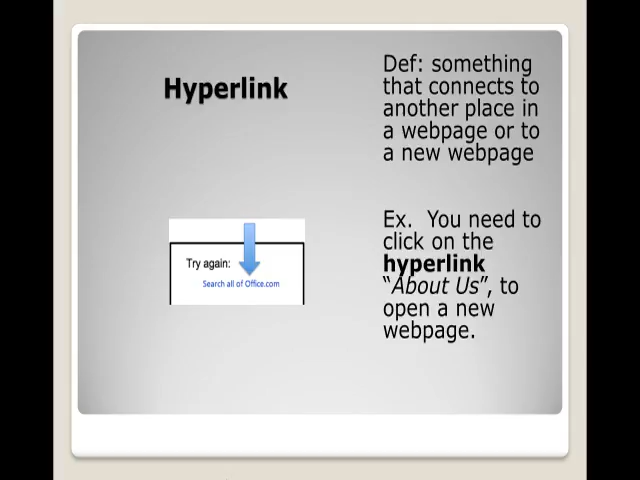 Hyperlink
Def: something
that connects to
another place in
a webpage or to
a new webpage
Try again:
Search all of Office.com
Ex.  You need to
click on the
hyperlink
“About Us”, to
open a new
webpage.